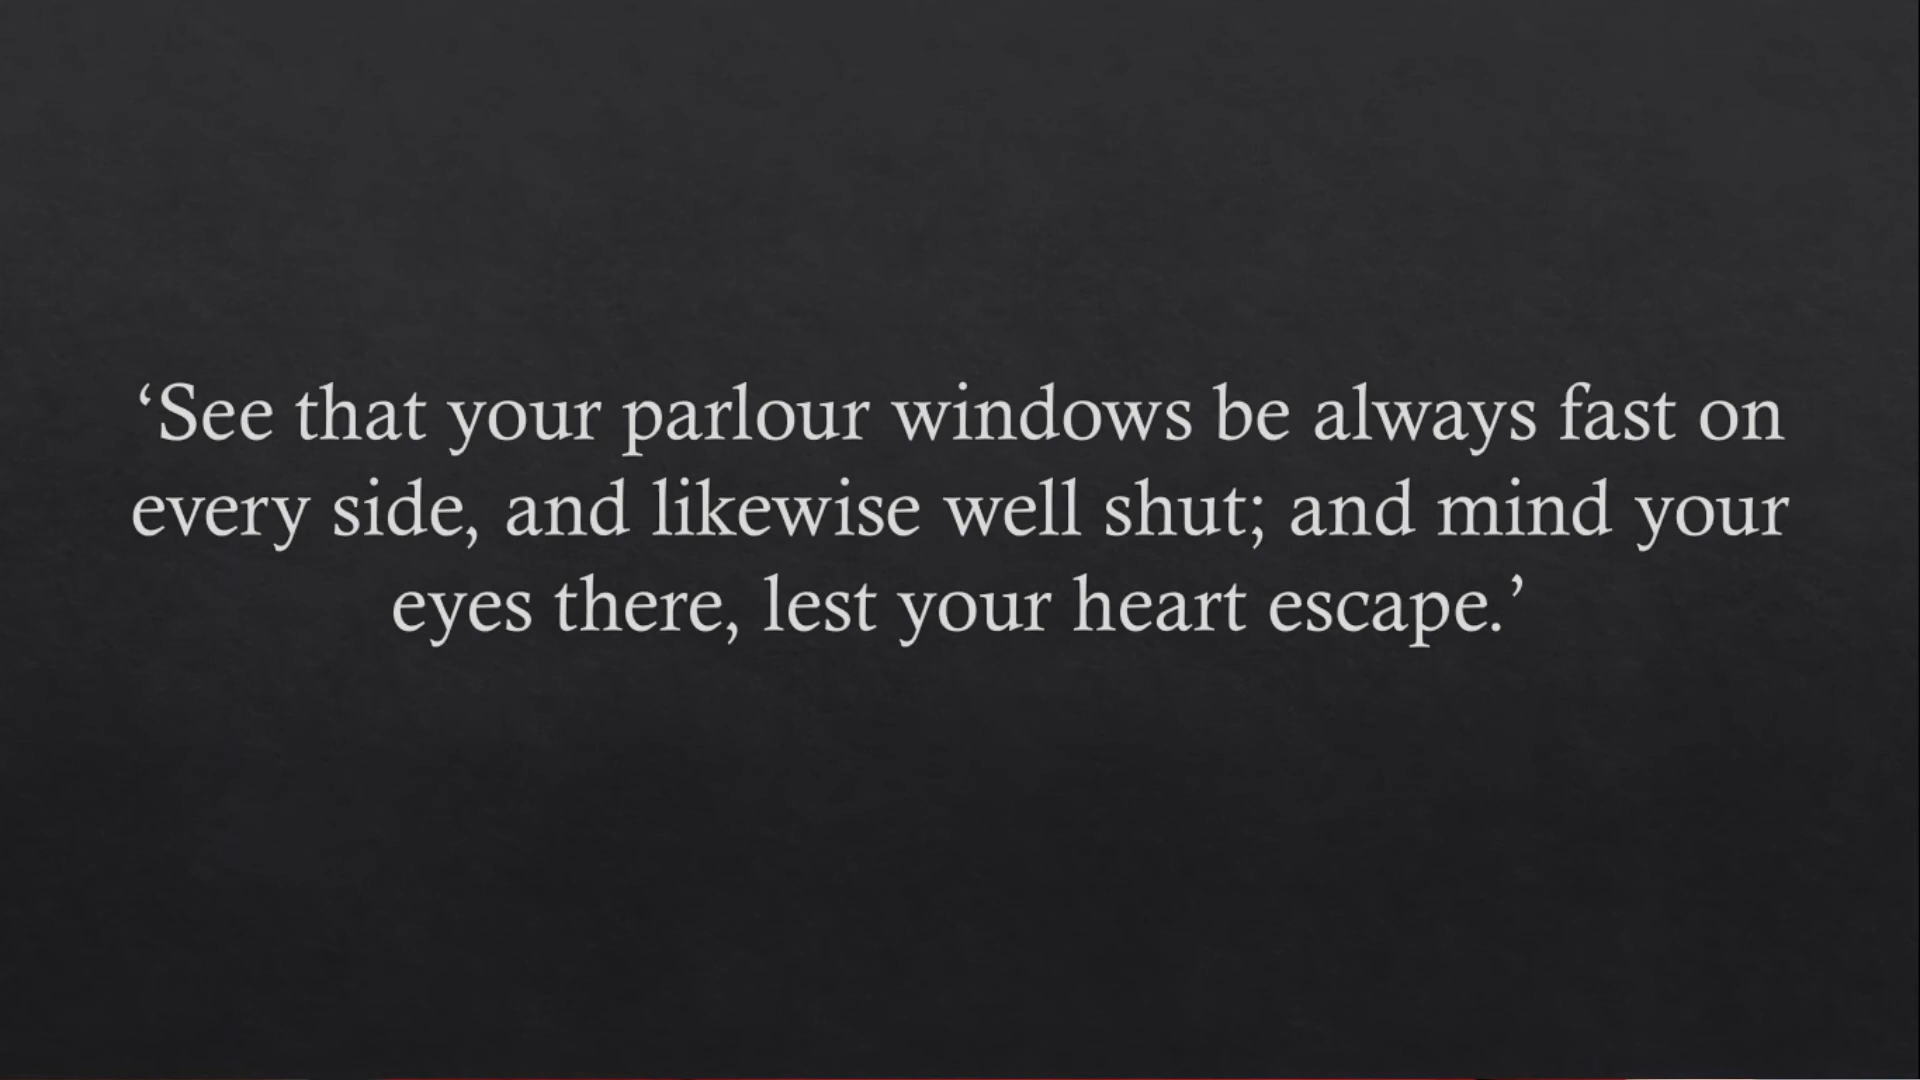 ‘See that your parlour windows be always fast on
every side, and likewise well shut; and mind your
eyes there, lest your heart escape.’